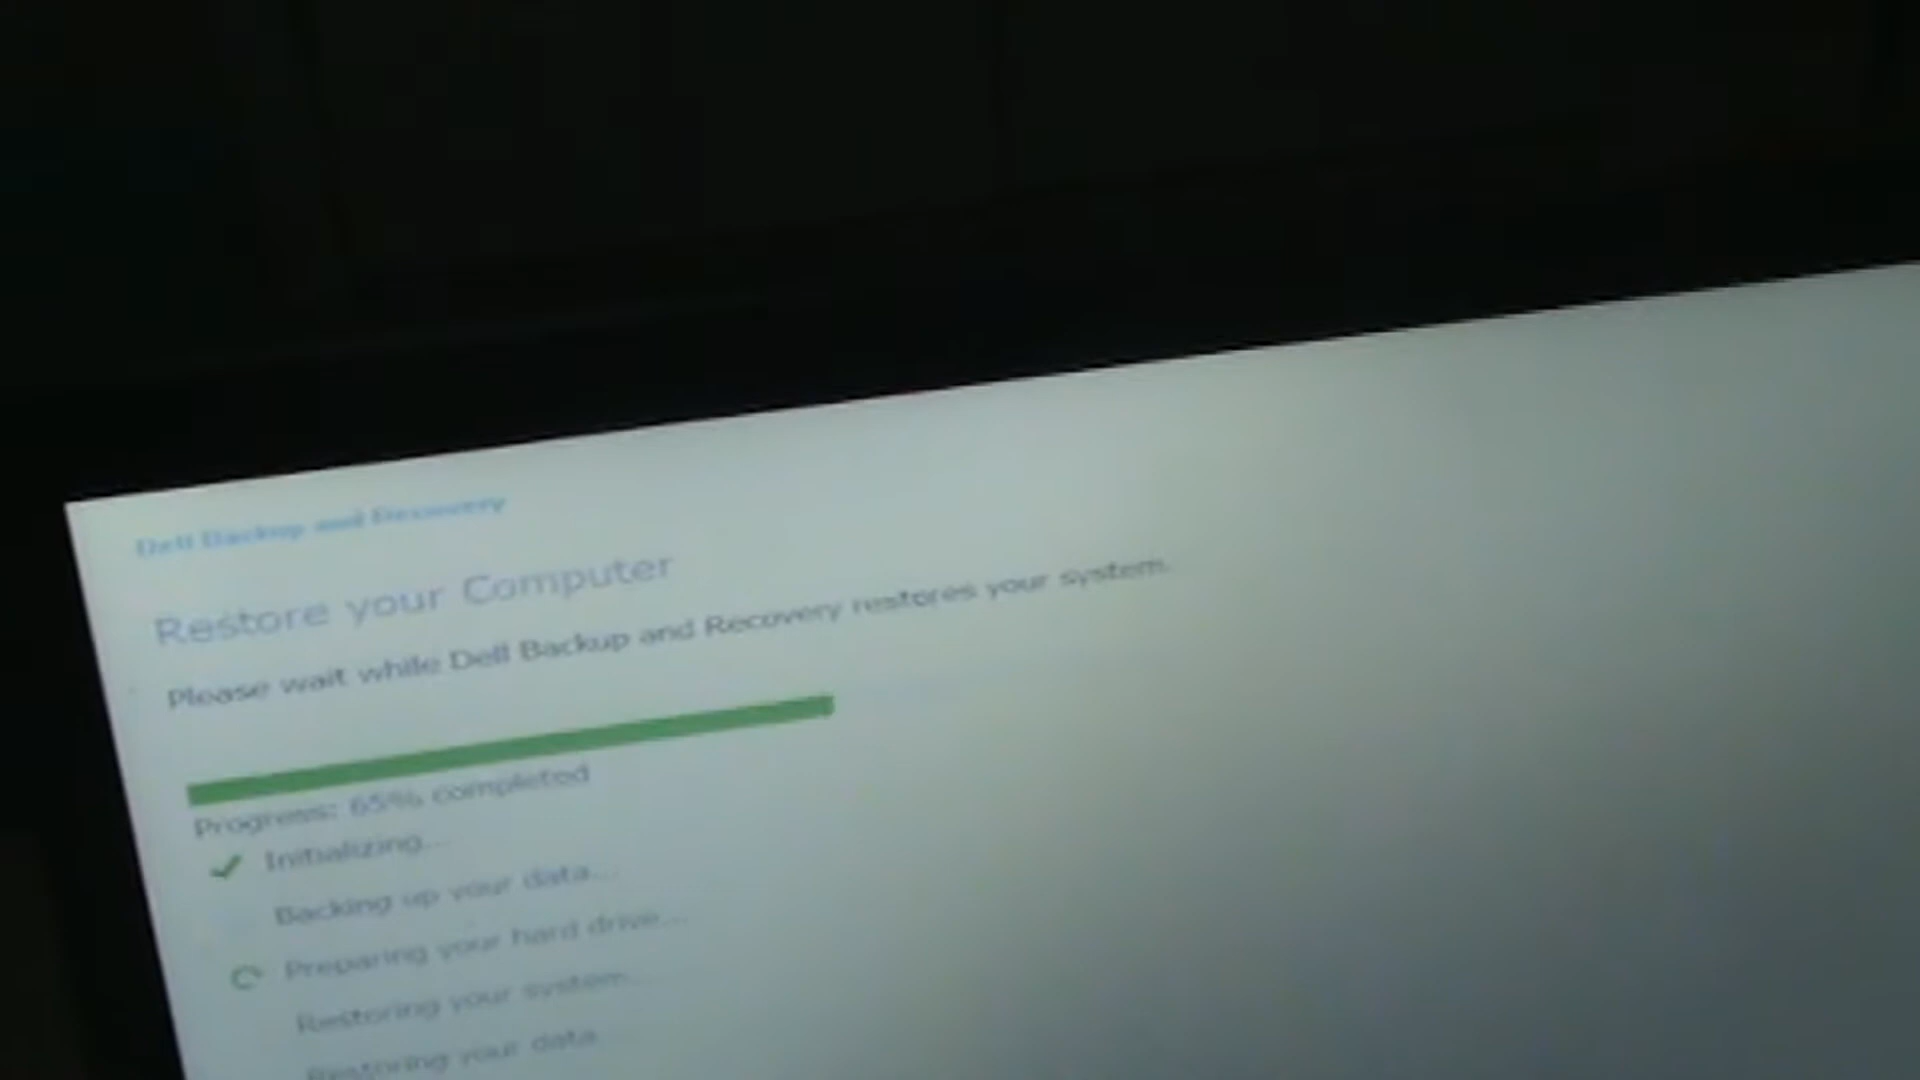 Dell Backup and Recovery
Restore your Computer
Please wait while Dell Backup and Recovery restores your system.
Progress: 65% completed
Initializing...
Backing up your data...
Preparing your hard drive...
Restoring your system...
Restoring your data